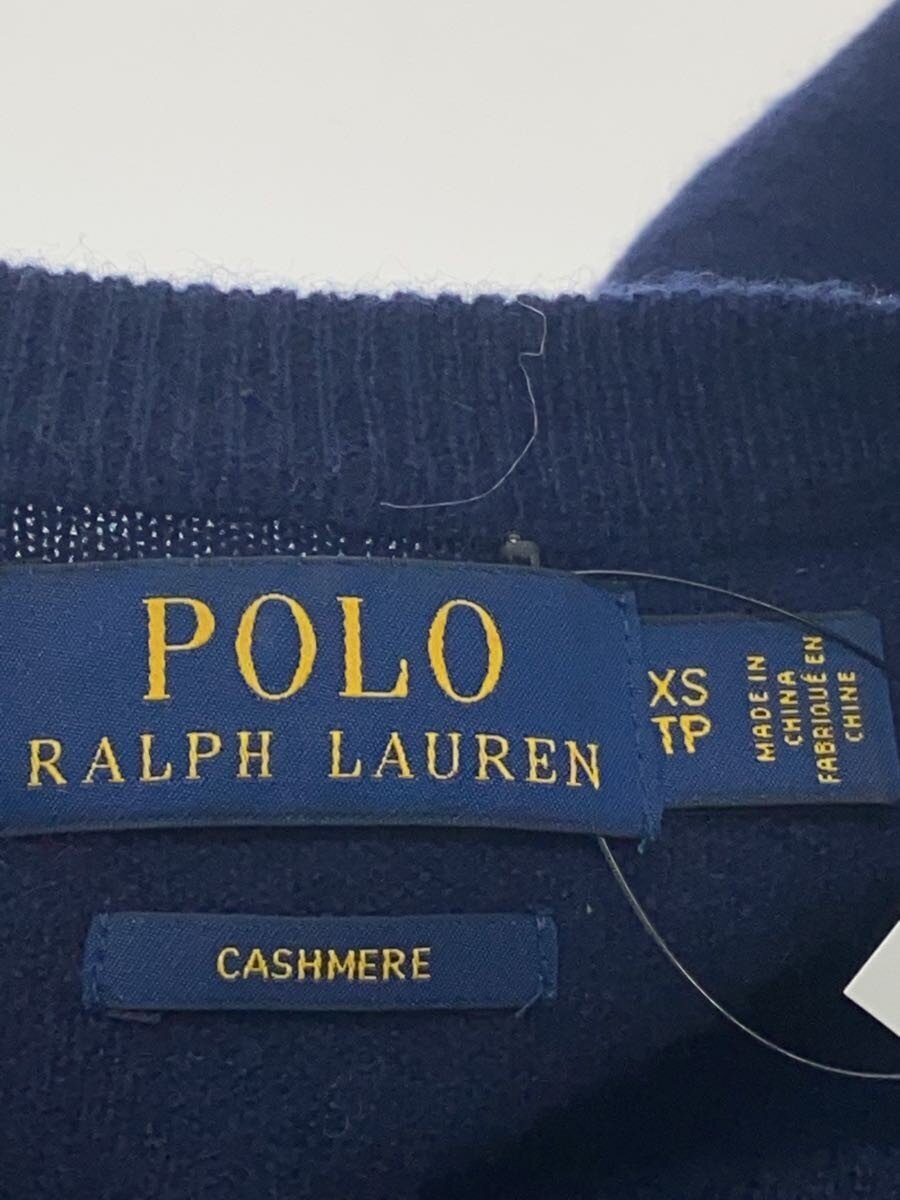 POLO
RALPH LAUREN
XS
TP
MADE IN
CHINA
FABRIQUÉ EN
CHINE
CASHMERE